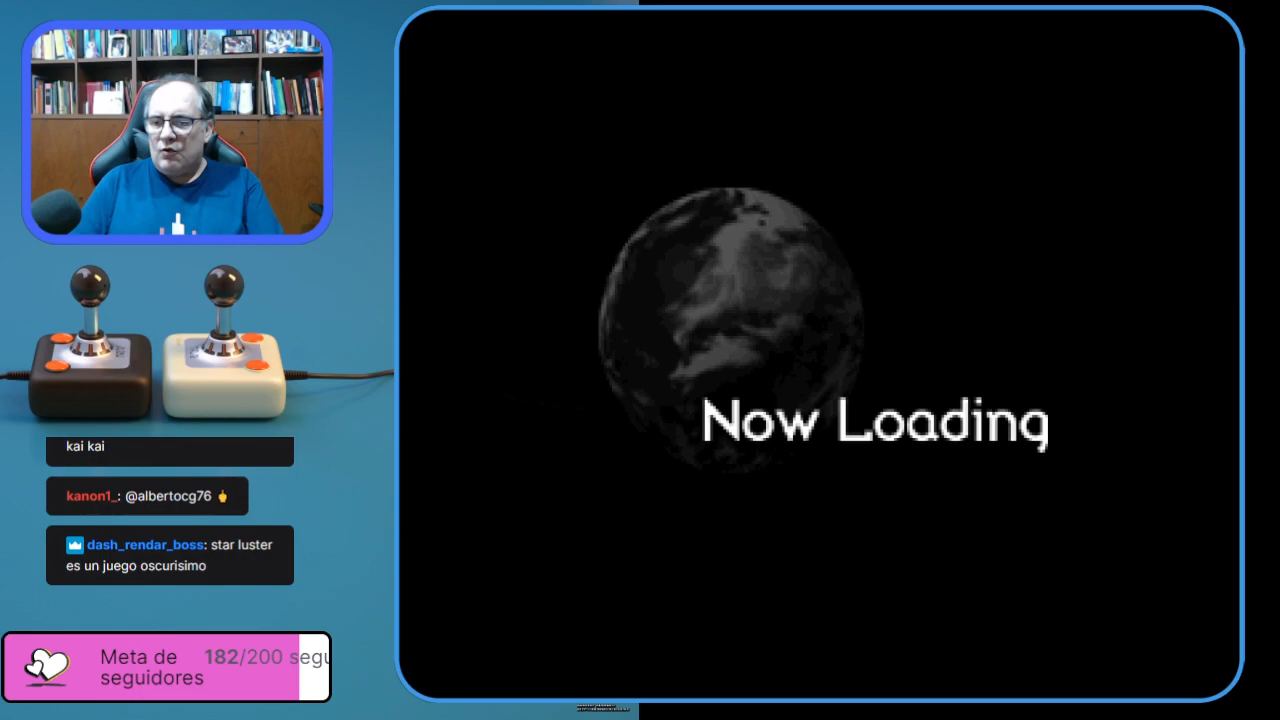 Now Loading
kai kai
kanon1_: @albertocg76
dash_rendar_boss: star luster
es un juego oscurisimo
Meta de
seguidores
182/200 segu